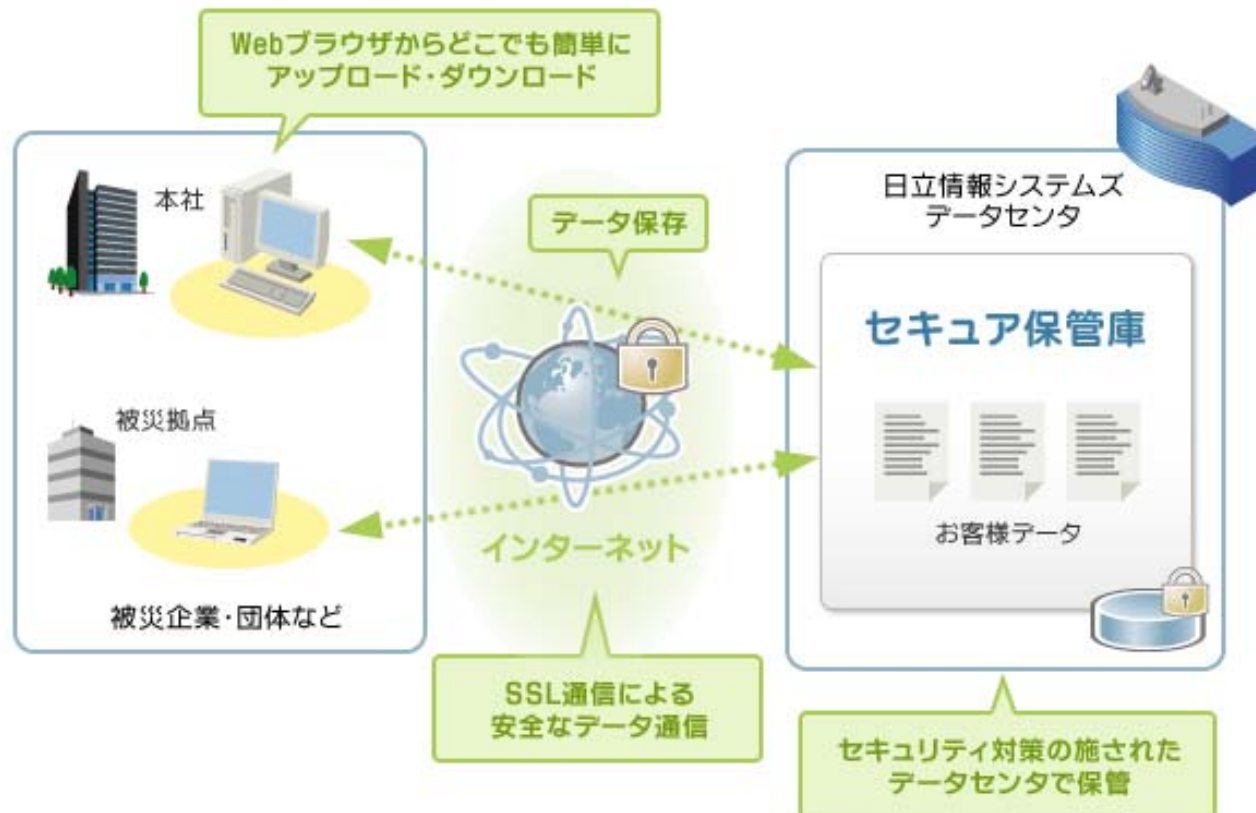 Webブラウザからどこでも簡単に
アップロード・ダウンロード
本社
被災拠点
被災企業・団体など
データ保存
インターネット
SSL通信による
安全なデータ通信
日立情報システムズ
データセンタ
セキュア保管庫
お客様データ
セキュリティ対策の施された
データセンタで保管